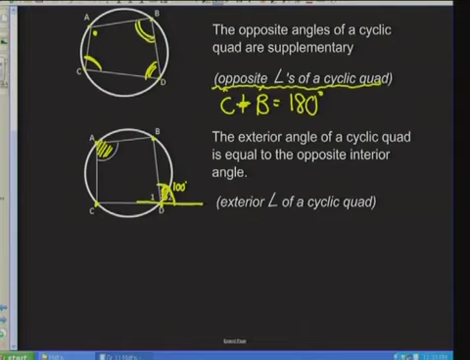 A
B
C
D
The opposite angles of a cyclic
quad are supplementary
(opposite ∠'s of a cyclic quad)
C + B = 180°
A
B
C
D
1
100°
The exterior angle of a cyclic quad
is equal to the opposite interior
angle.
(exterior ∠ of a cyclic quad)
start